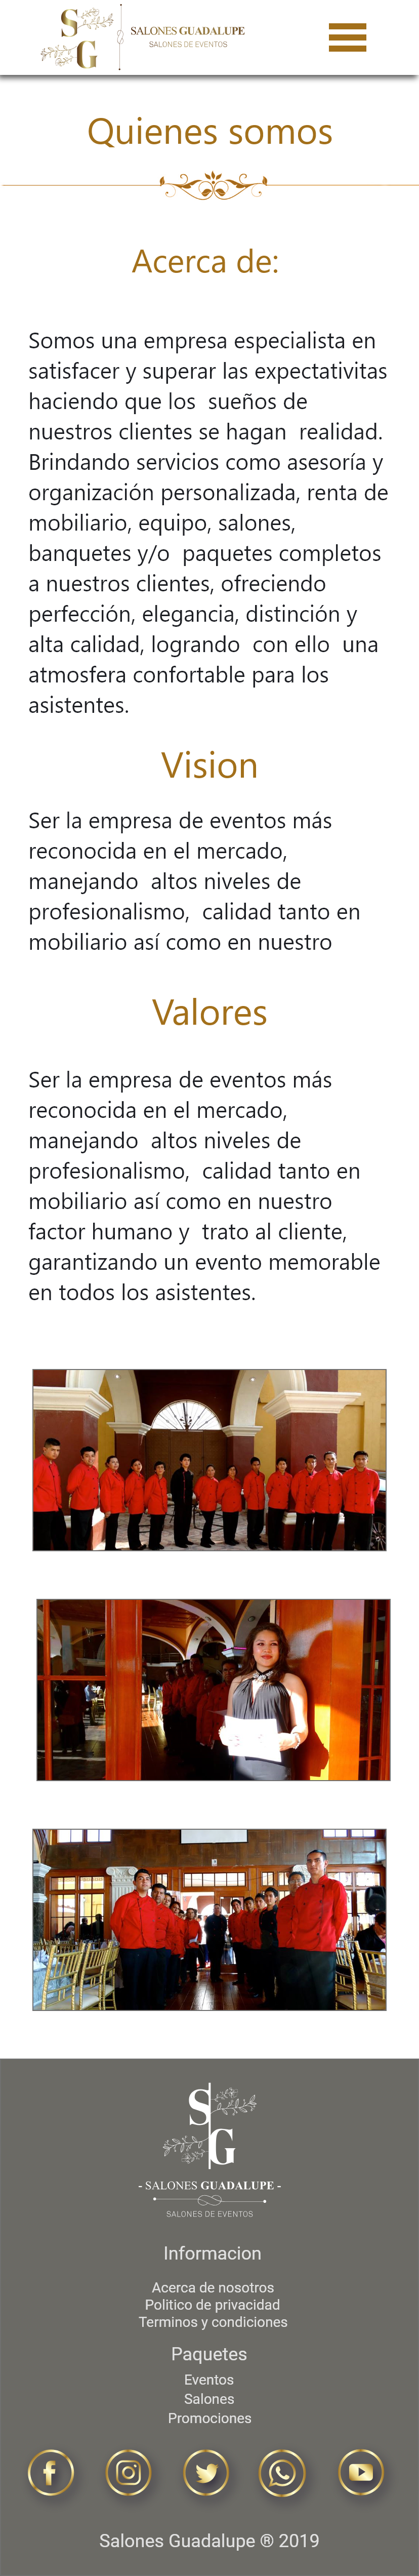 S
G
SALONES GUADALUPE
SALONES DE EVENTOS
Quienes somos
Acerca de:
Somos una empresa especialista en
satisfacer y superar las expectativitas
haciendo que los  sueños de
nuestros clientes se hagan  realidad.
Brindando servicios como asesoría y
organización personalizada, renta de
mobiliario, equipo, salones,
banquetes y/o  paquetes completos
a nuestros clientes, ofreciendo
perfección, elegancia, distinción y
alta calidad, logrando  con ello  una
atmosfera confortable para los
asistentes.
Vision
Ser la empresa de eventos más
reconocida en el mercado,
manejando  altos niveles de
profesionalismo,  calidad tanto en
mobiliario así como en nuestro
Valores
Ser la empresa de eventos más
reconocida en el mercado,
manejando  altos niveles de
profesionalismo,  calidad tanto en
mobiliario así como en nuestro
factor humano y  trato al cliente,
garantizando un evento memorable
en todos los asistentes.
S
G
- SALONES GUADALUPE -
SALONES DE EVENTOS
Informacion
Acerca de nosotros
Politico de privacidad
Terminos y condiciones
Paquetes
Eventos
Salones
Promociones
Salones Guadalupe ® 2019